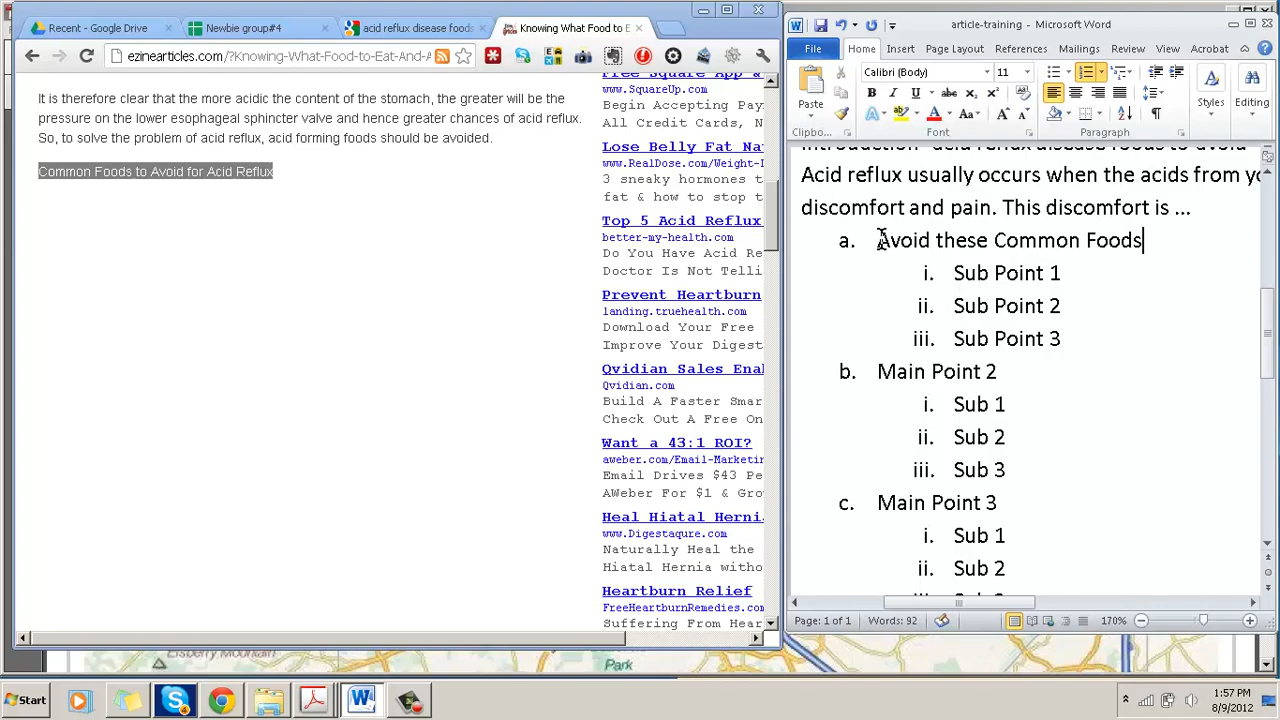 Recent - Google Drive
Newbie group#4
acid reflux disease foods
Knowing What Food to E
article-training - Microsoft Word
zinearticles.com/?Knowing-What-Food-to-Eat-And-A
File
Home
Insert
Page Layout
References
Mailings
Review
View
Acrobat
Calibri (Body)
11
Paste
Styles
Editing
Clipbo...
Font
Paragraph
It is therefore clear that the more acidic the content of the stomach, the greater will be the
pressure on the lower esophageal sphincter valve and hence greater chances of acid reflux.
So, to solve the problem of acid reflux, acid forming foods should be avoided.
Common Foods to Avoid for Acid Reflux
Free Square App a
www.SquareUp.com
Begin Accepting Pay
All Credit Cards, N
Lose Belly Fat Na
www.RealDose.com/Weight-L
3 sneaky hormones t
fat & how to stop t
Top 5 Acid Reflux
better-my-health.com
Do You Have Acid Re
Doctor Is Not Telli
Prevent Heartburn
landing.truehealth.com
Download Your Free
Improve Your Digest
Qvidian Sales Ena
Qvidian.com
Build A Faster Smar
Check Out A Free On
Want a 43:1 ROI?
aweber.com/Email-Marketin
Email Drives $43 Pe
AWeber For $1 & Gro
Heal Hiatal Herni
www.Digestaqure.com
Naturally Heal the
Hiatal Hernia witho
Heartburn Relief
FreeHeartburnRemedies.com
Suffering From Hear
Acid reflux usually occurs when the acids from yo
discomfort and pain. This discomfort is ...
a. Avoid these Common Foods
i. Sub Point 1
ii. Sub Point 2
iii. Sub Point 3
b. Main Point 2
i. Sub 1
ii. Sub 2
iii. Sub 3
c. Main Point 3
i. Sub 1
ii. Sub 2
Page: 1 of 1
Words: 92
170%
Elsberry Mountain
Park
Start
1:57 PM
8/9/2012